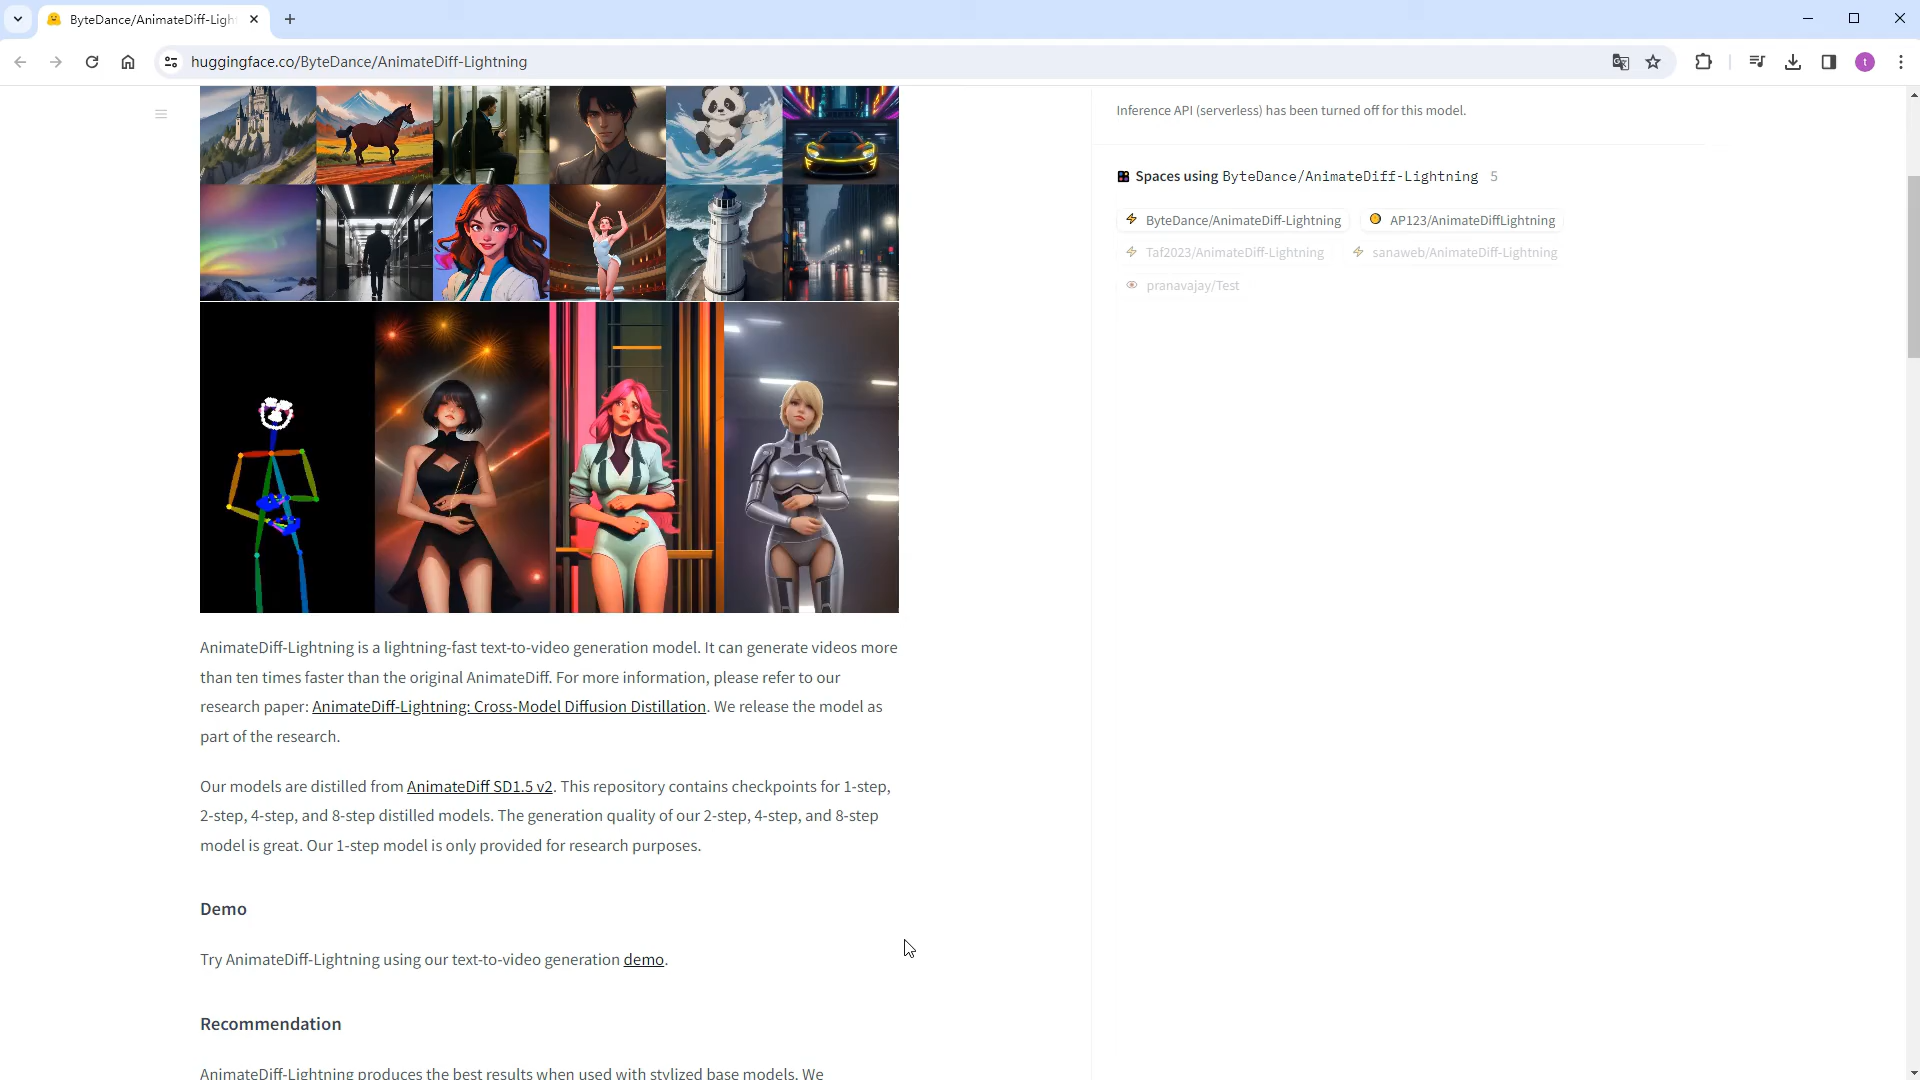 ByteDance/AnimateDiff-Ligh
huggingface.co/ByteDance/AnimateDiff-Lightning
t
Inference API (serverless) has been turned off for this model.
Spaces using ByteDance/AnimateDiff-Lightning 5
ByteDance/AnimateDiff-Lightning AP123/AnimateDiffLightning
Taf2023/AnimateDiff-Lightning sanaweb/AnimateDiff-Lightning
pranavajay/Test
AnimateDiff-Lightning is a lightning-fast text-to-video generation model. It can generate videos more
than ten times faster than the original AnimateDiff. For more information, please refer to our
research paper: AnimateDiff-Lightning: Cross-Model Diffusion Distillation. We release the model as
part of the research.
Our models are distilled from AnimateDiff SD1.5 v2. This repository contains checkpoints for 1-step,
2-step, 4-step, and 8-step distilled models. The generation quality of our 2-step, 4-step, and 8-step
model is great. Our 1-step model is only provided for research purposes.
Demo
Try AnimateDiff-Lightning using our text-to-video generation demo.
Recommendation
AnimateDiff-Lightning produces the best results when used with stylized base models. We